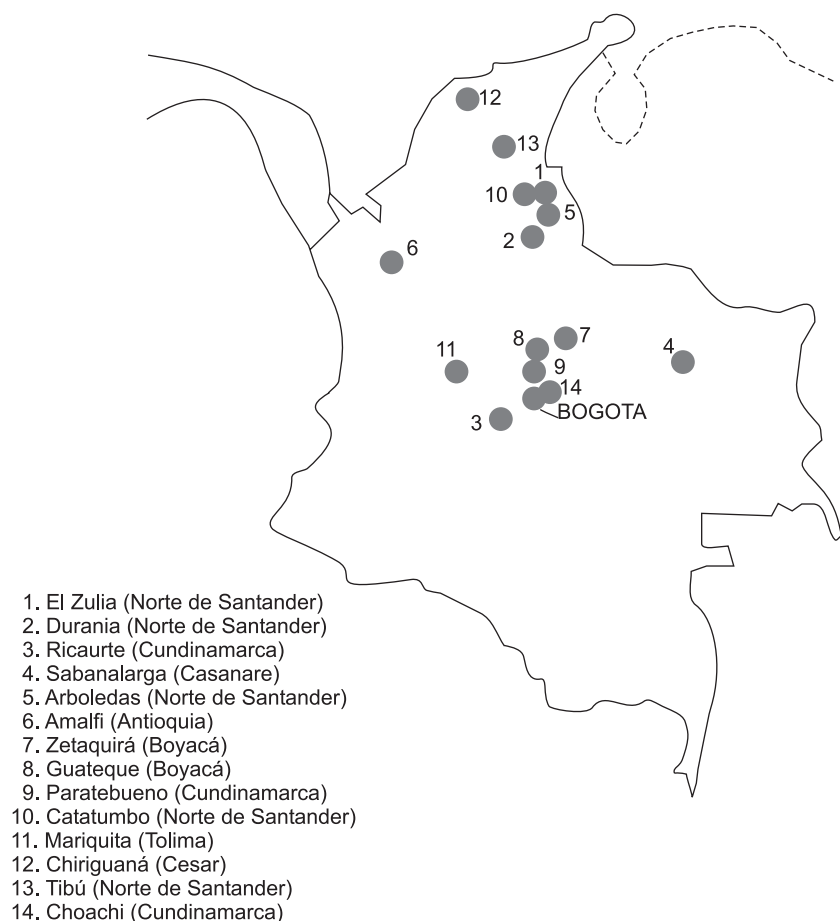 12
13
1
10
5
2
6
8
7
4
11
9
14
BOGOTA
3
1. El Zulia (Norte de Santander)
2. Durania (Norte de Santander)
3. Ricaurte (Cundinamarca)
4. Sabanalarga (Casanare)
5. Arboledas (Norte de Santander)
6. Amalfi (Antioquia)
7. Zetaquirá (Boyacá)
8. Guateque (Boyacá)
9. Paratebueno (Cundinamarca)
10. Catatumbo (Norte de Santander)
11. Mariquita (Tolima)
12. Chiriguaná (Cesar)
13. Tibú (Norte de Santander)
14. Choachi (Cundinamarca)